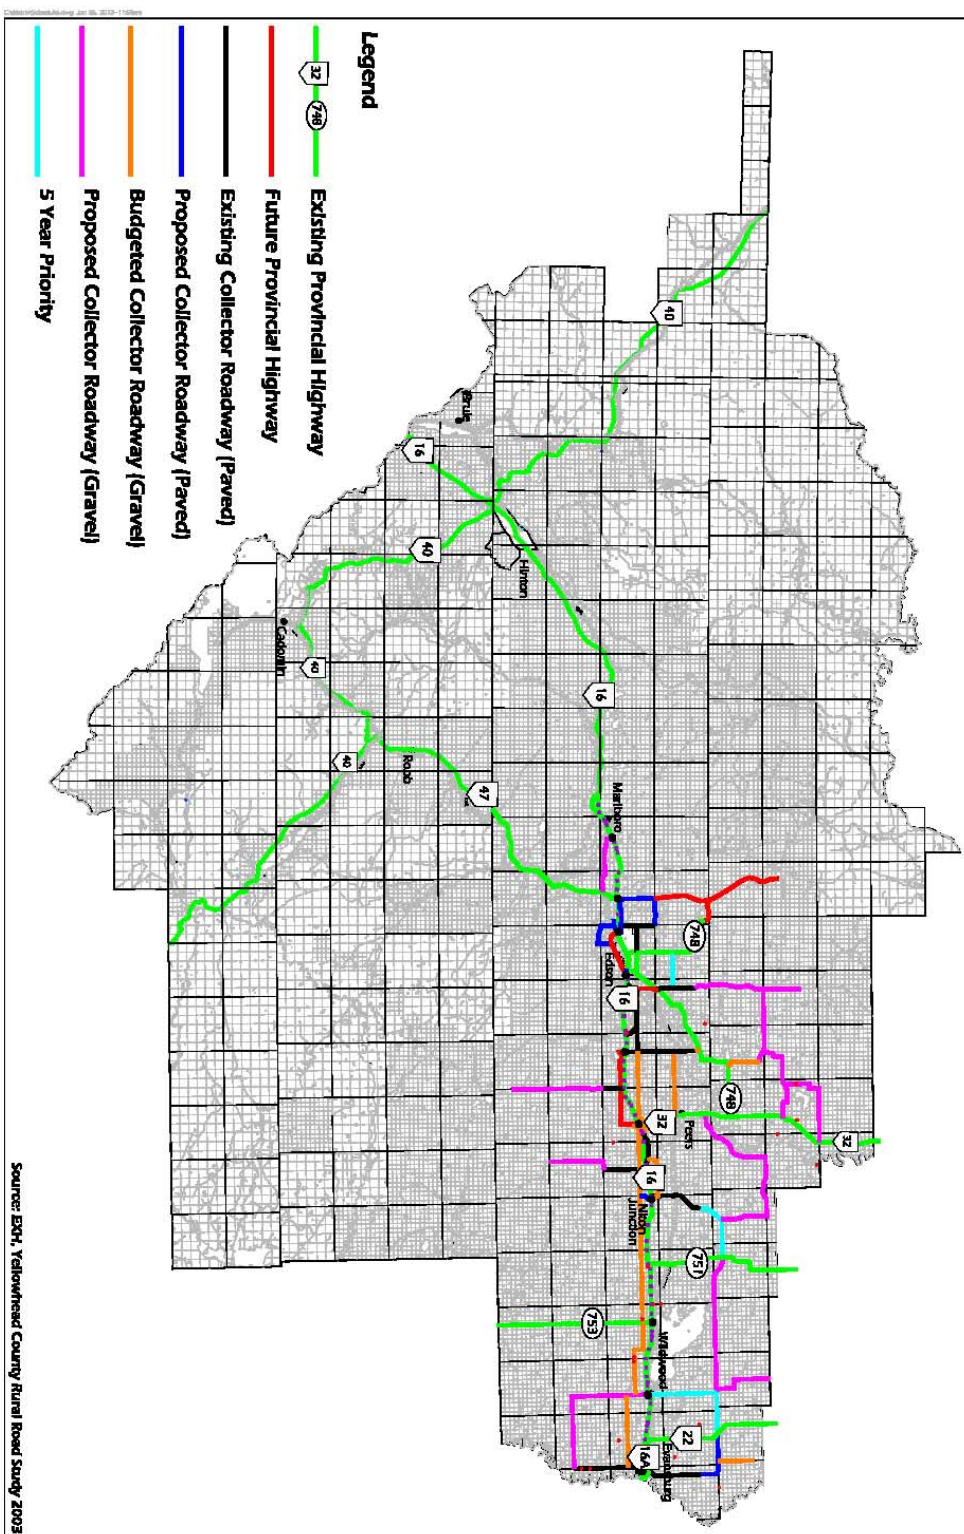 Legend
32 748 Existing Provincial Highway
Future Provincial Highway
Existing Collector Roadway (Paved)
Proposed Collector Roadway (Paved)
Budgeted Collector Roadway (Gravel)
Proposed Collector Roadway (Gravel)
5 Year Priority
40
Brule
16
Hinton
40
Cadomin
40
16
Robb
40
47
Marlboro
748
Edson
16
748
Peers
32
32
16
Niton
Junction
751
753
Wildwood
22
Evansburg
16A
Source: EXH, Yellowhead County Rural Road Study 2003